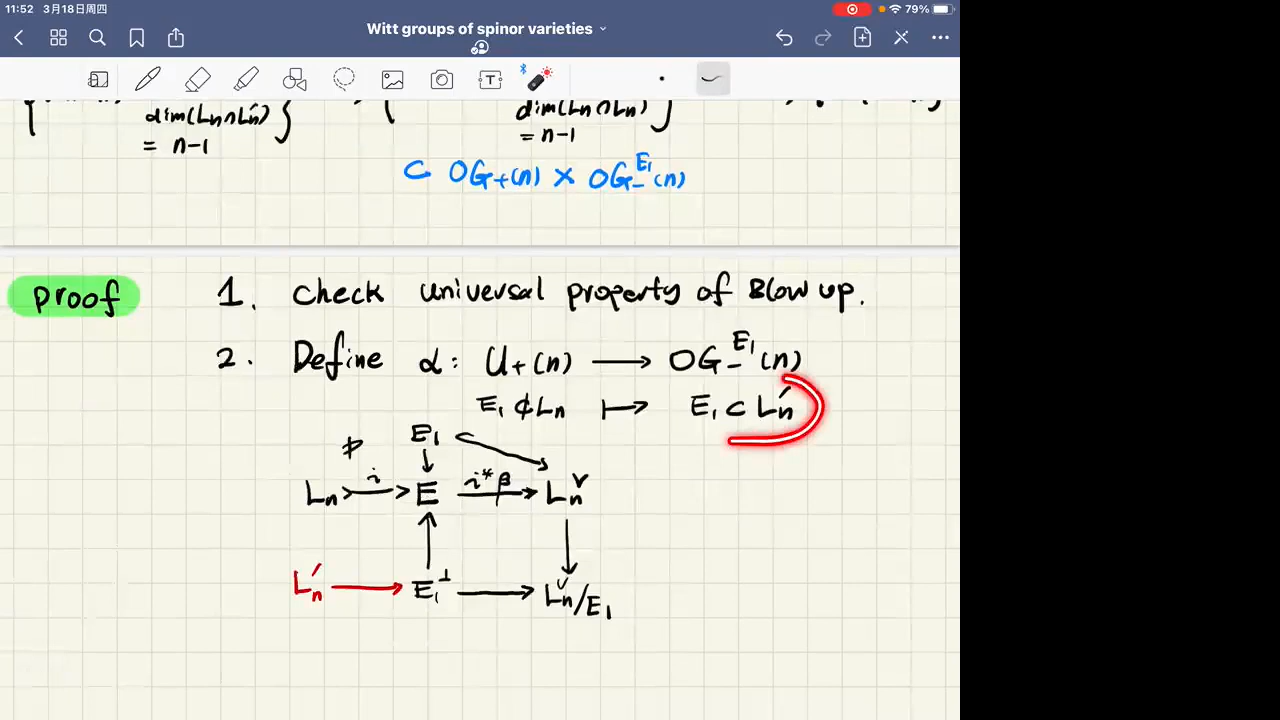 11:52 3月18日周四
79%
Witt groups of spinor varieties
T
dim(Ln∩Ln') dim(Ln∩Ln')
= n-1 = n-1
⊂ OG₊(n) × OG₋^{E₁}(n)
proof 1. Check universal property of Blow up.
2. Define α: U₊(n) ⟶ OG₋^{E₁}(n)
E₁ ⊄ Ln ⟼ E₁ ⊂ Ln'
E₁
Ln ↣ E → Ln^∨
i i*β
Ln' → E₁^⊥ → Ln^∨/E₁